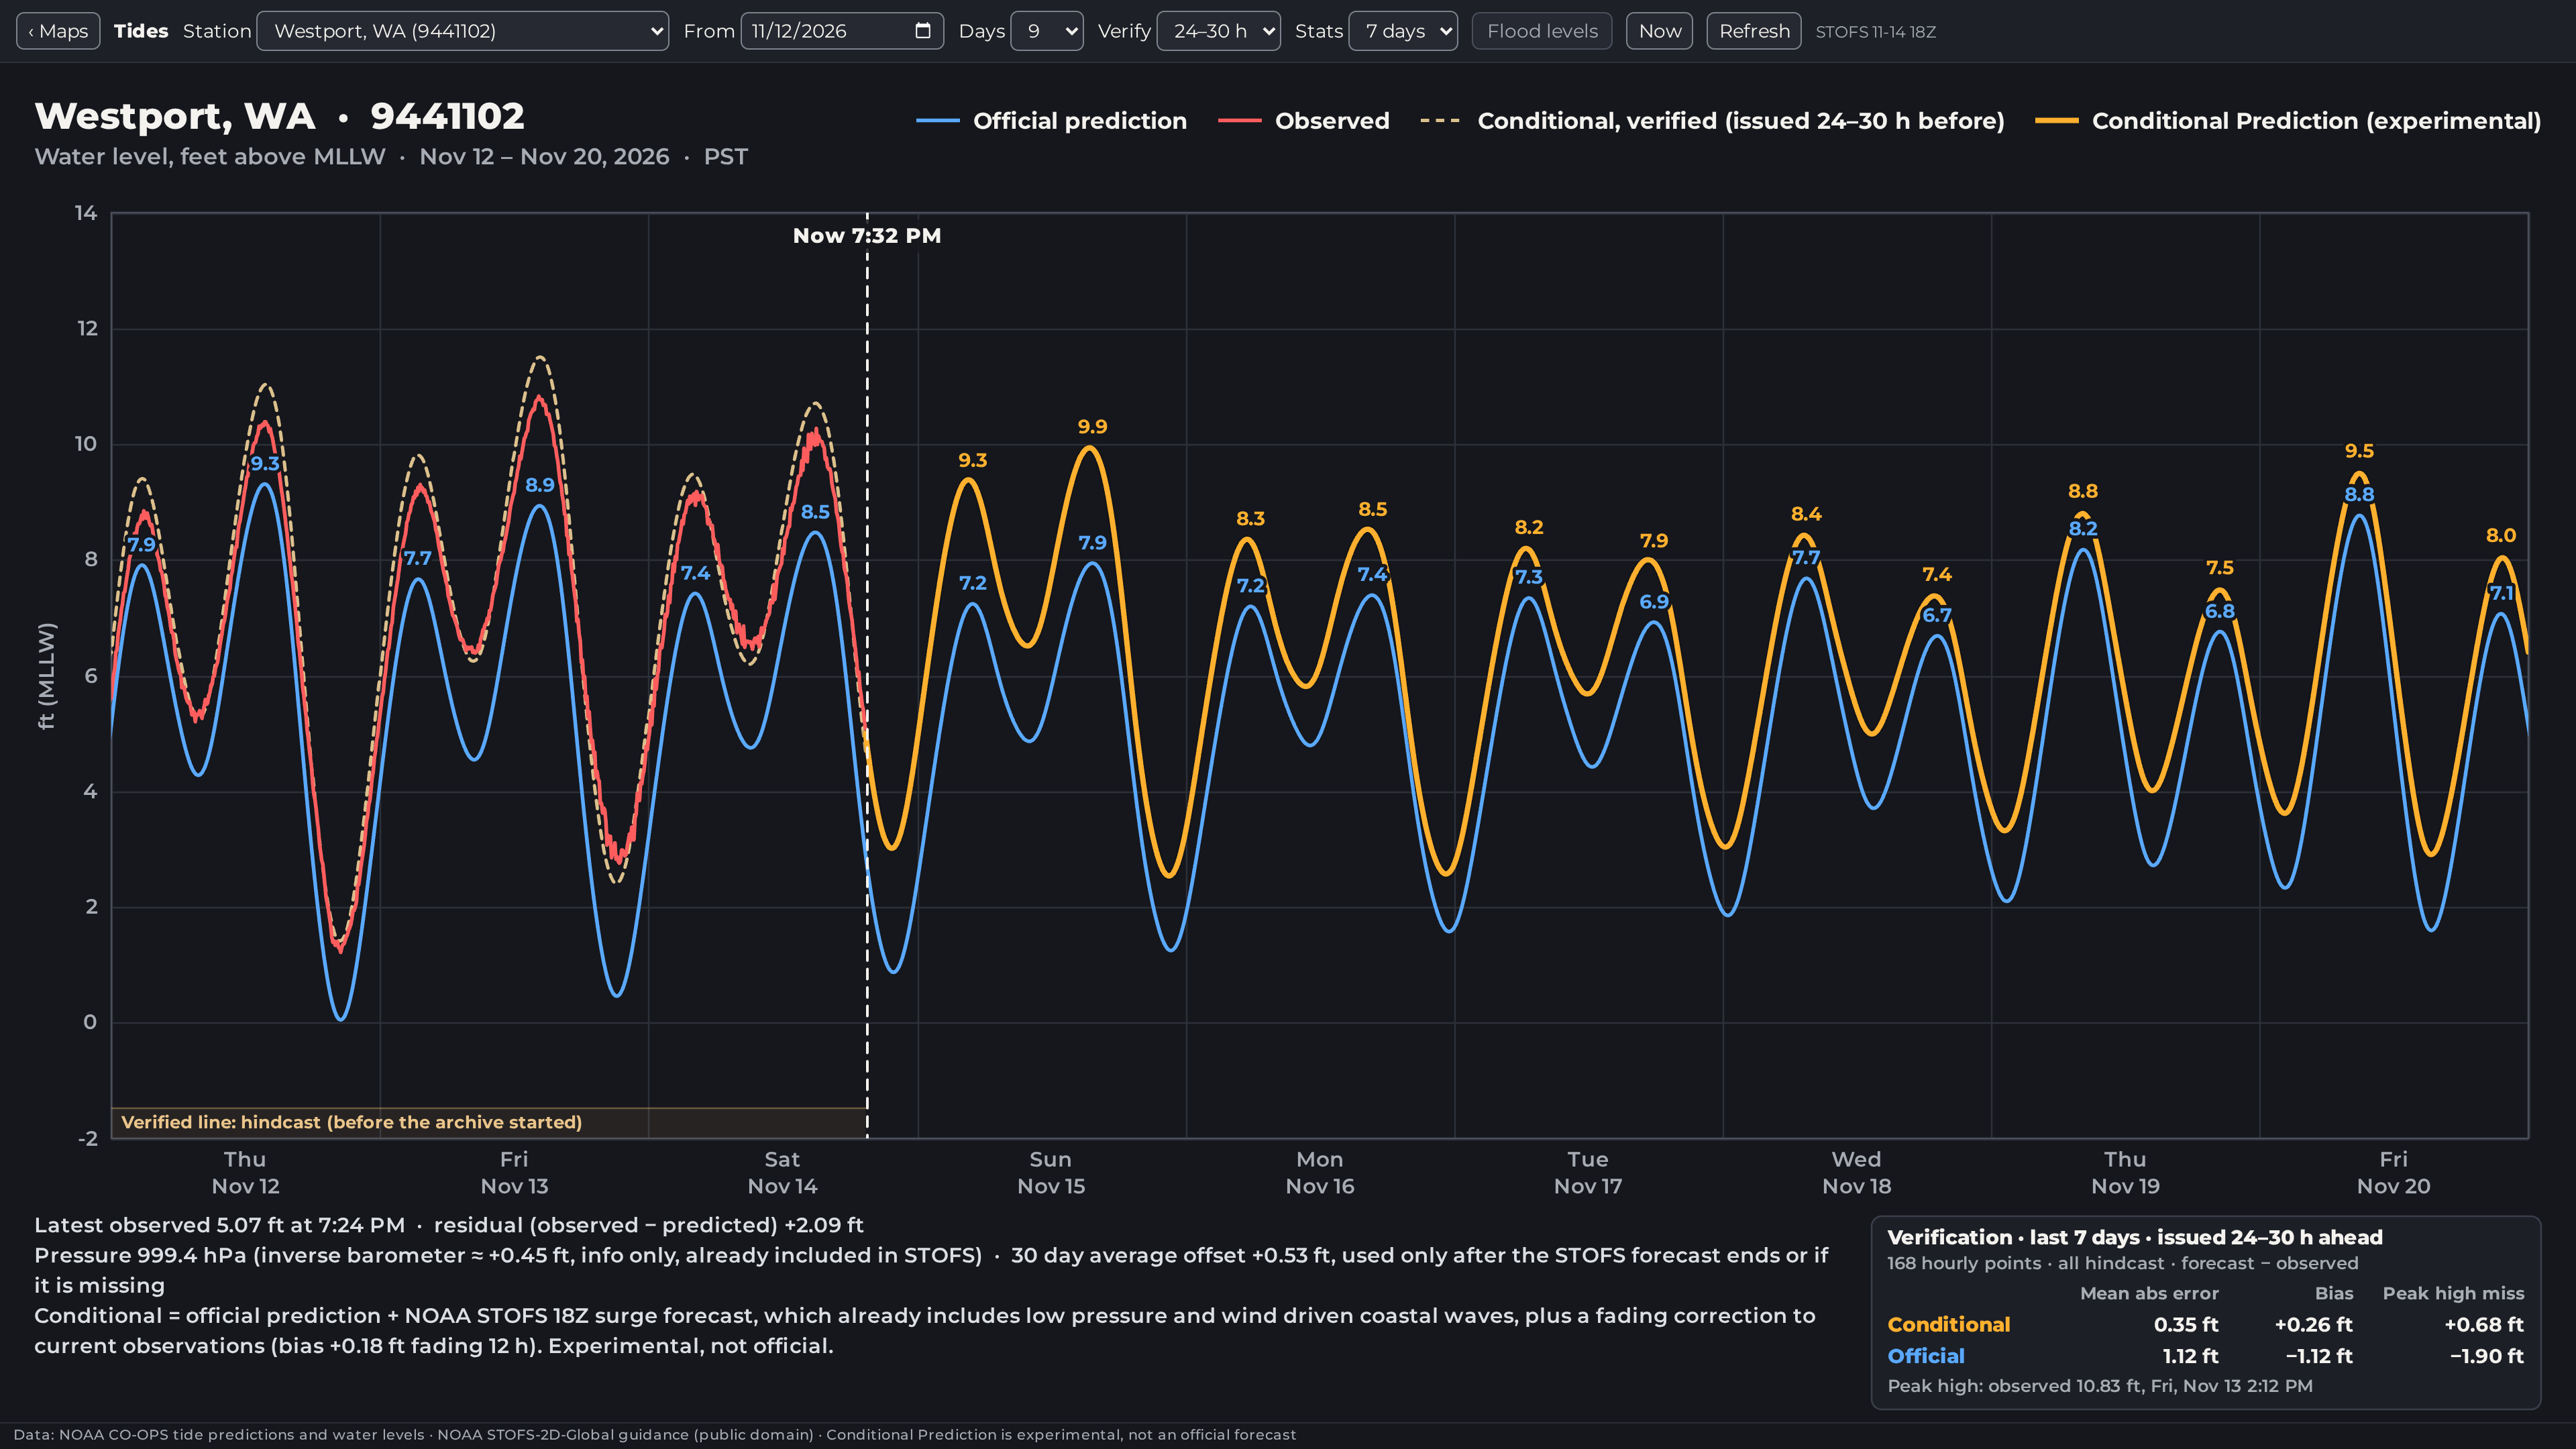 ‹ Maps Tides Station Westport, WA (9441102) From 11/12/2026 Days 9 Verify 24–30 h Stats 7 days Flood levels Now Refresh STOFS 11-14 18Z
Westport, WA · 9441102
Water level, feet above MLLW · Nov 12 – Nov 20, 2026 · PST
Official prediction Observed Conditional, verified (issued 24–30 h before) Conditional Prediction (experimental)
Now 7:32 PM
ft (MLLW)
14
12
10
8
6
4
2
0
-2
7.9 9.3 7.7 8.9 7.4 8.5
9.3 9.9 8.3 8.5 8.2 7.9 8.4 7.4 8.8 7.5 9.5 8.0
7.2 7.9 7.2 7.4 7.3 6.9 7.7 6.7 8.2 6.8 8.8 7.1
Verified line: hindcast (before the archive started)
Thu Fri Sat Sun Mon Tue Wed Thu Fri
Nov 12 Nov 13 Nov 14 Nov 15 Nov 16 Nov 17 Nov 18 Nov 19 Nov 20
Latest observed 5.07 ft at 7:24 PM · residual (observed − predicted) +2.09 ft
Pressure 999.4 hPa (inverse barometer ≈ +0.45 ft, info only, already included in STOFS) · 30 day average offset +0.53 ft, used only after the STOFS forecast ends or if
it is missing
Conditional = official prediction + NOAA STOFS 18Z surge forecast, which already includes low pressure and wind driven coastal waves, plus a fading correction to
current observations (bias +0.18 ft fading 12 h). Experimental, not official.
Verification · last 7 days · issued 24–30 h ahead
168 hourly points · all hindcast · forecast − observed
Mean abs error Bias Peak high miss
Conditional 0.35 ft +0.26 ft +0.68 ft
Official 1.12 ft −1.12 ft −1.90 ft
Peak high: observed 10.83 ft, Fri, Nov 13 2:12 PM
Data: NOAA CO-OPS tide predictions and water levels · NOAA STOFS-2D-Global guidance (public domain) · Conditional Prediction is experimental, not an official forecast